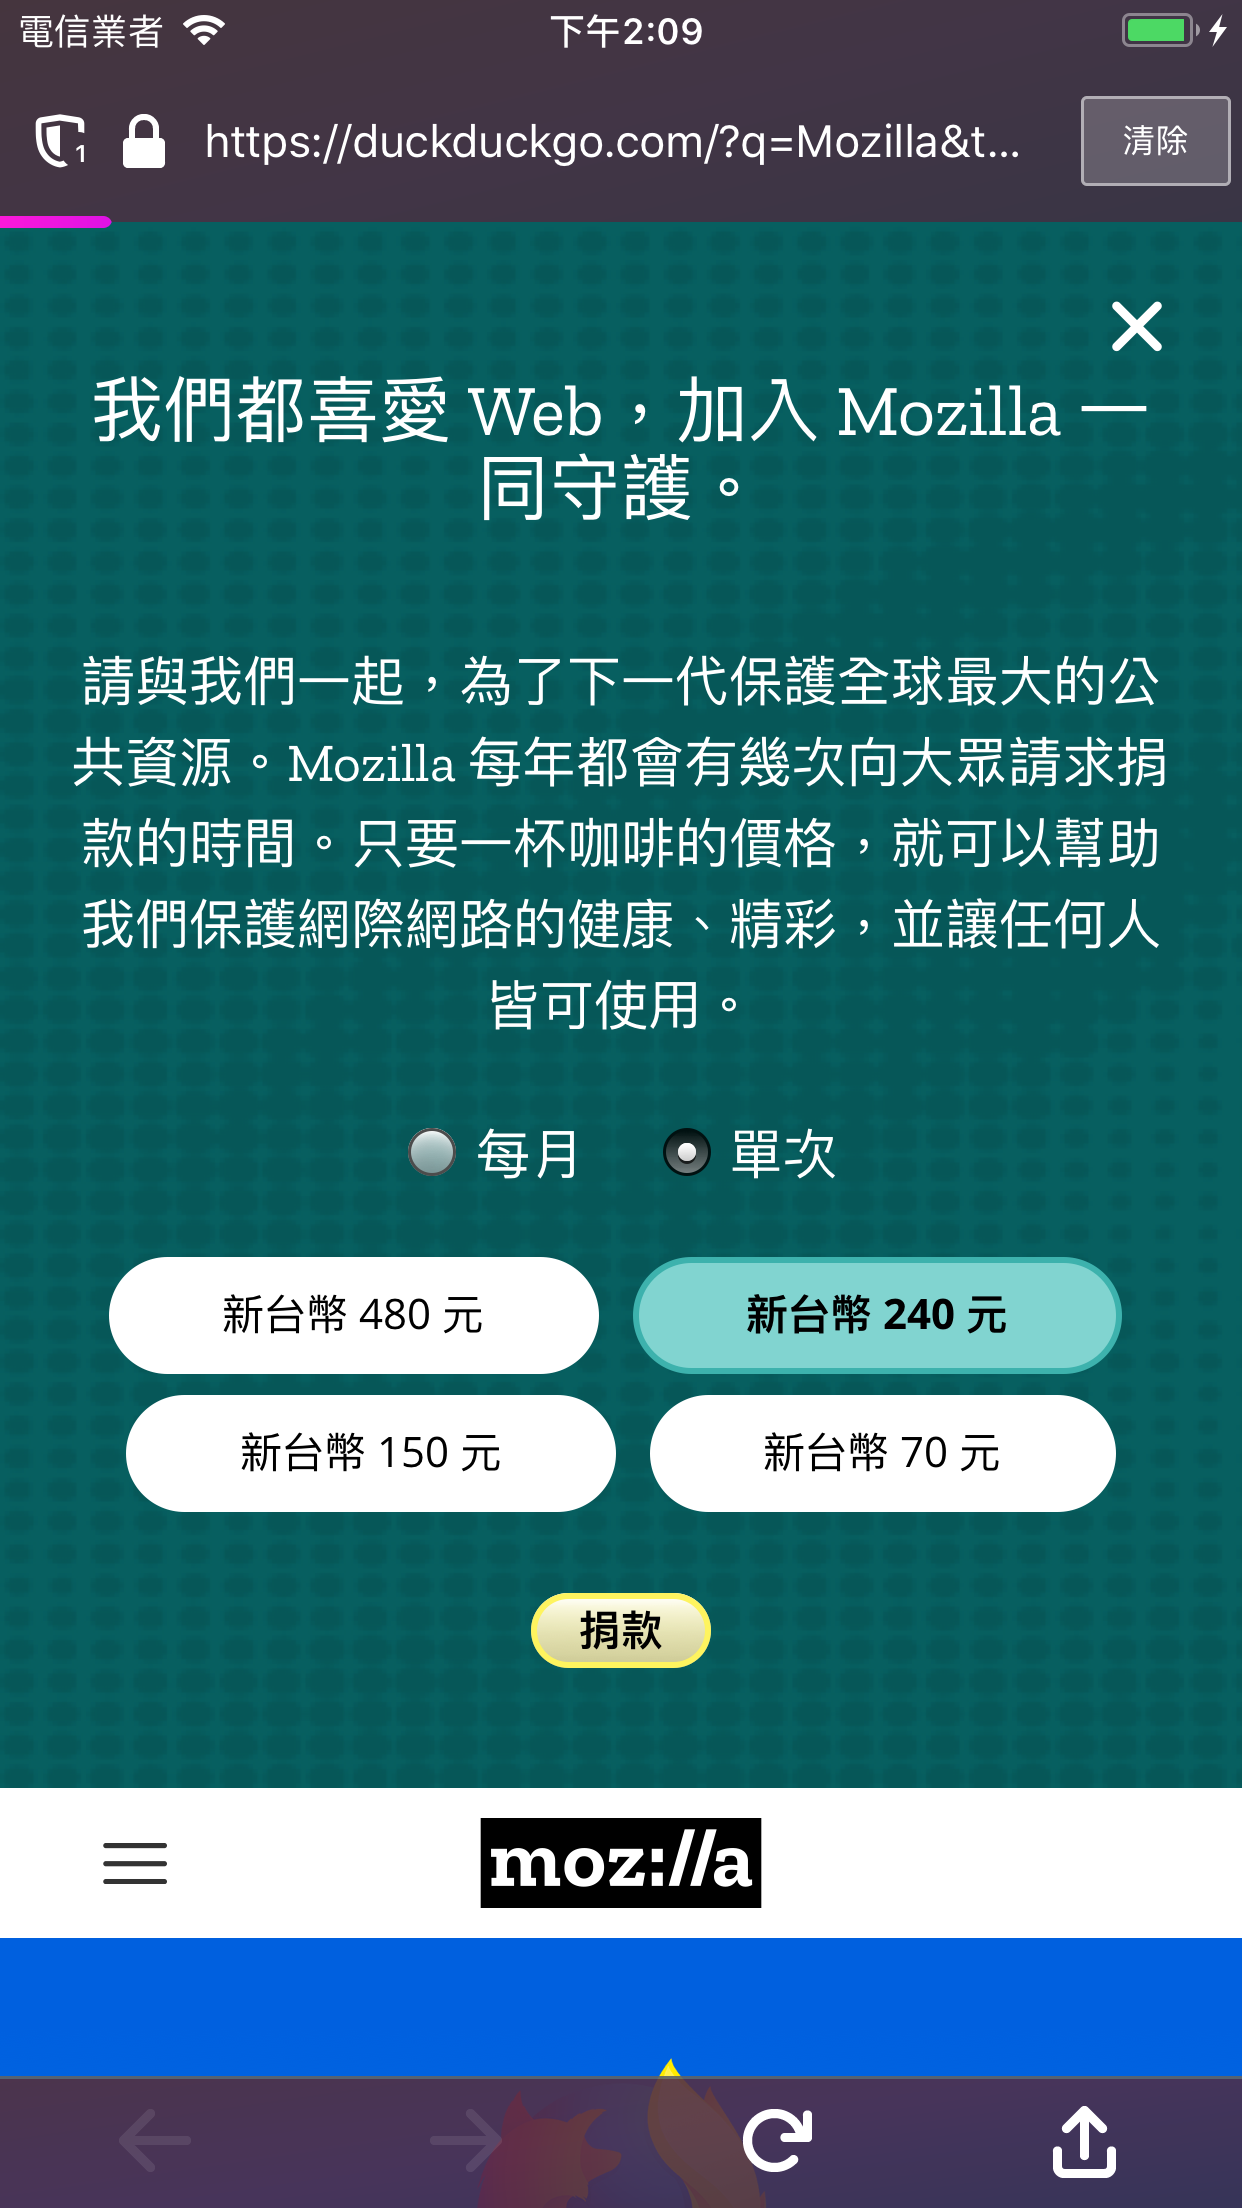 電信業者 下午2:09
1 https://duckduckgo.com/?q=Mozilla&t... 清除
我們都喜愛 Web，加入 Mozilla 一
同守護。
請與我們一起，為了下一代保護全球最大的公
共資源。Mozilla 每年都會有幾次向大眾請求捐
款的時間。只要一杯咖啡的價格，就可以幫助
我們保護網際網路的健康、精彩，並讓任何人
皆可使用。
每月 單次
新台幣 480 元 新台幣 240 元
新台幣 150 元 新台幣 70 元
捐款
moz://a